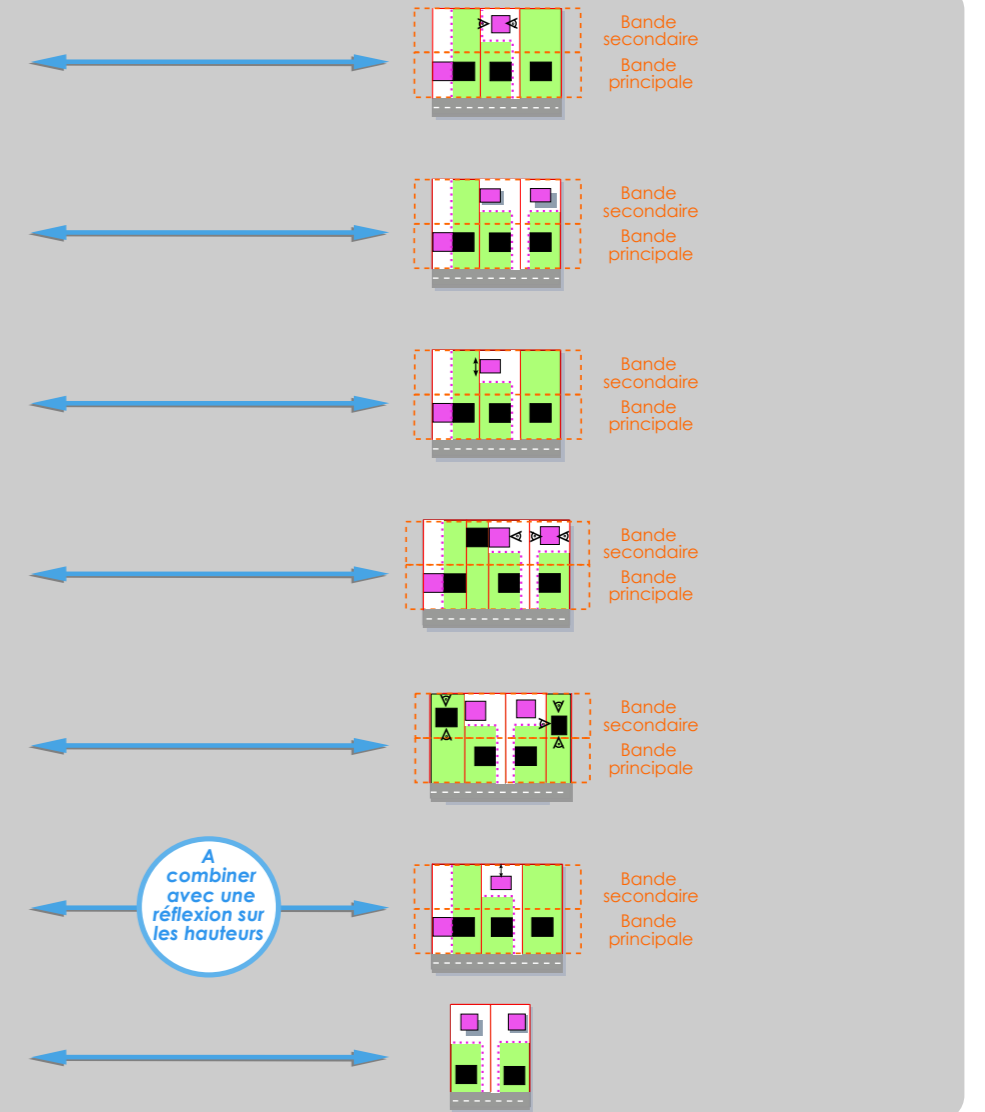 Bande
secondaire
Bande
principale
Bande
secondaire
Bande
principale
Bande
secondaire
Bande
principale
Bande
secondaire
Bande
principale
Bande
secondaire
Bande
principale
A
combiner
avec une
réflexion sur
les hauteurs
Bande
secondaire
Bande
principale